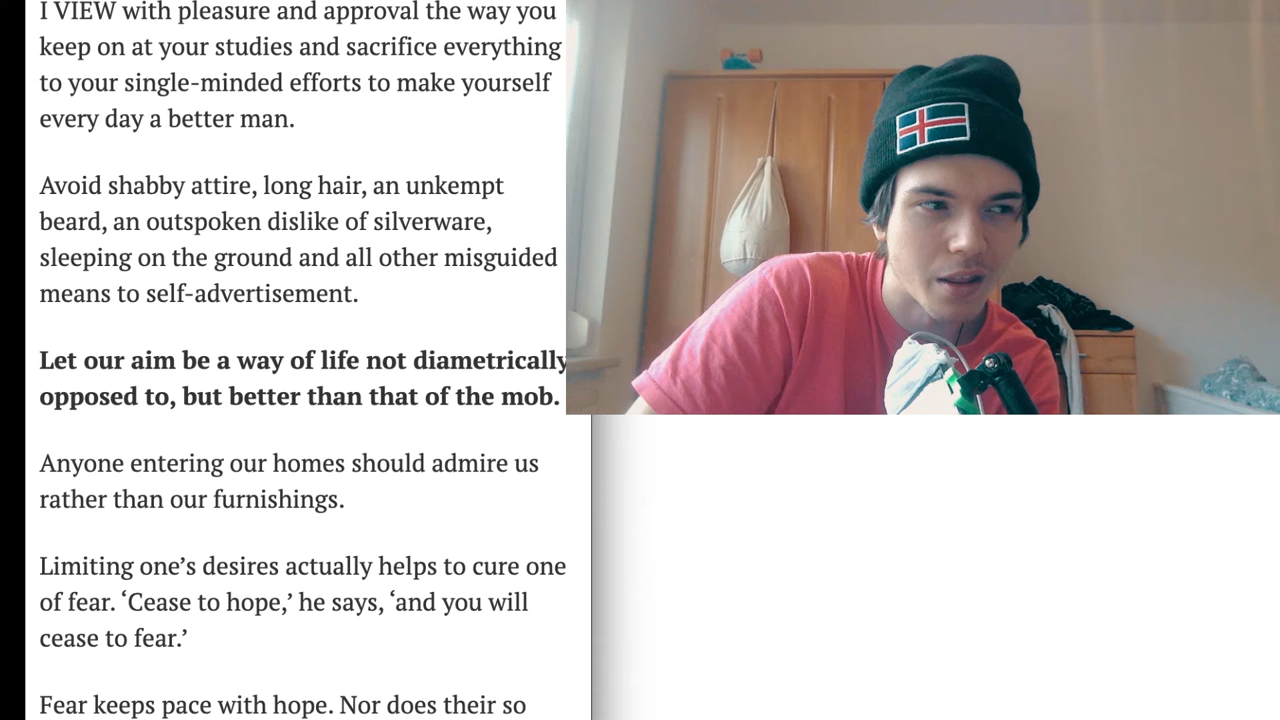 I VIEW with pleasure and approval the way you
keep on at your studies and sacrifice everything
to your single-minded efforts to make yourself
every day a better man.
Avoid shabby attire, long hair, an unkempt
beard, an outspoken dislike of silverware,
sleeping on the ground and all other misguided
means to self-advertisement.
Let our aim be a way of life not diametrically
opposed to, but better than that of the mob.
Anyone entering our homes should admire us
rather than our furnishings.
Limiting one’s desires actually helps to cure one
of fear. ‘Cease to hope,’ he says, ‘and you will
cease to fear.’
Fear keeps pace with hope. Nor does their so